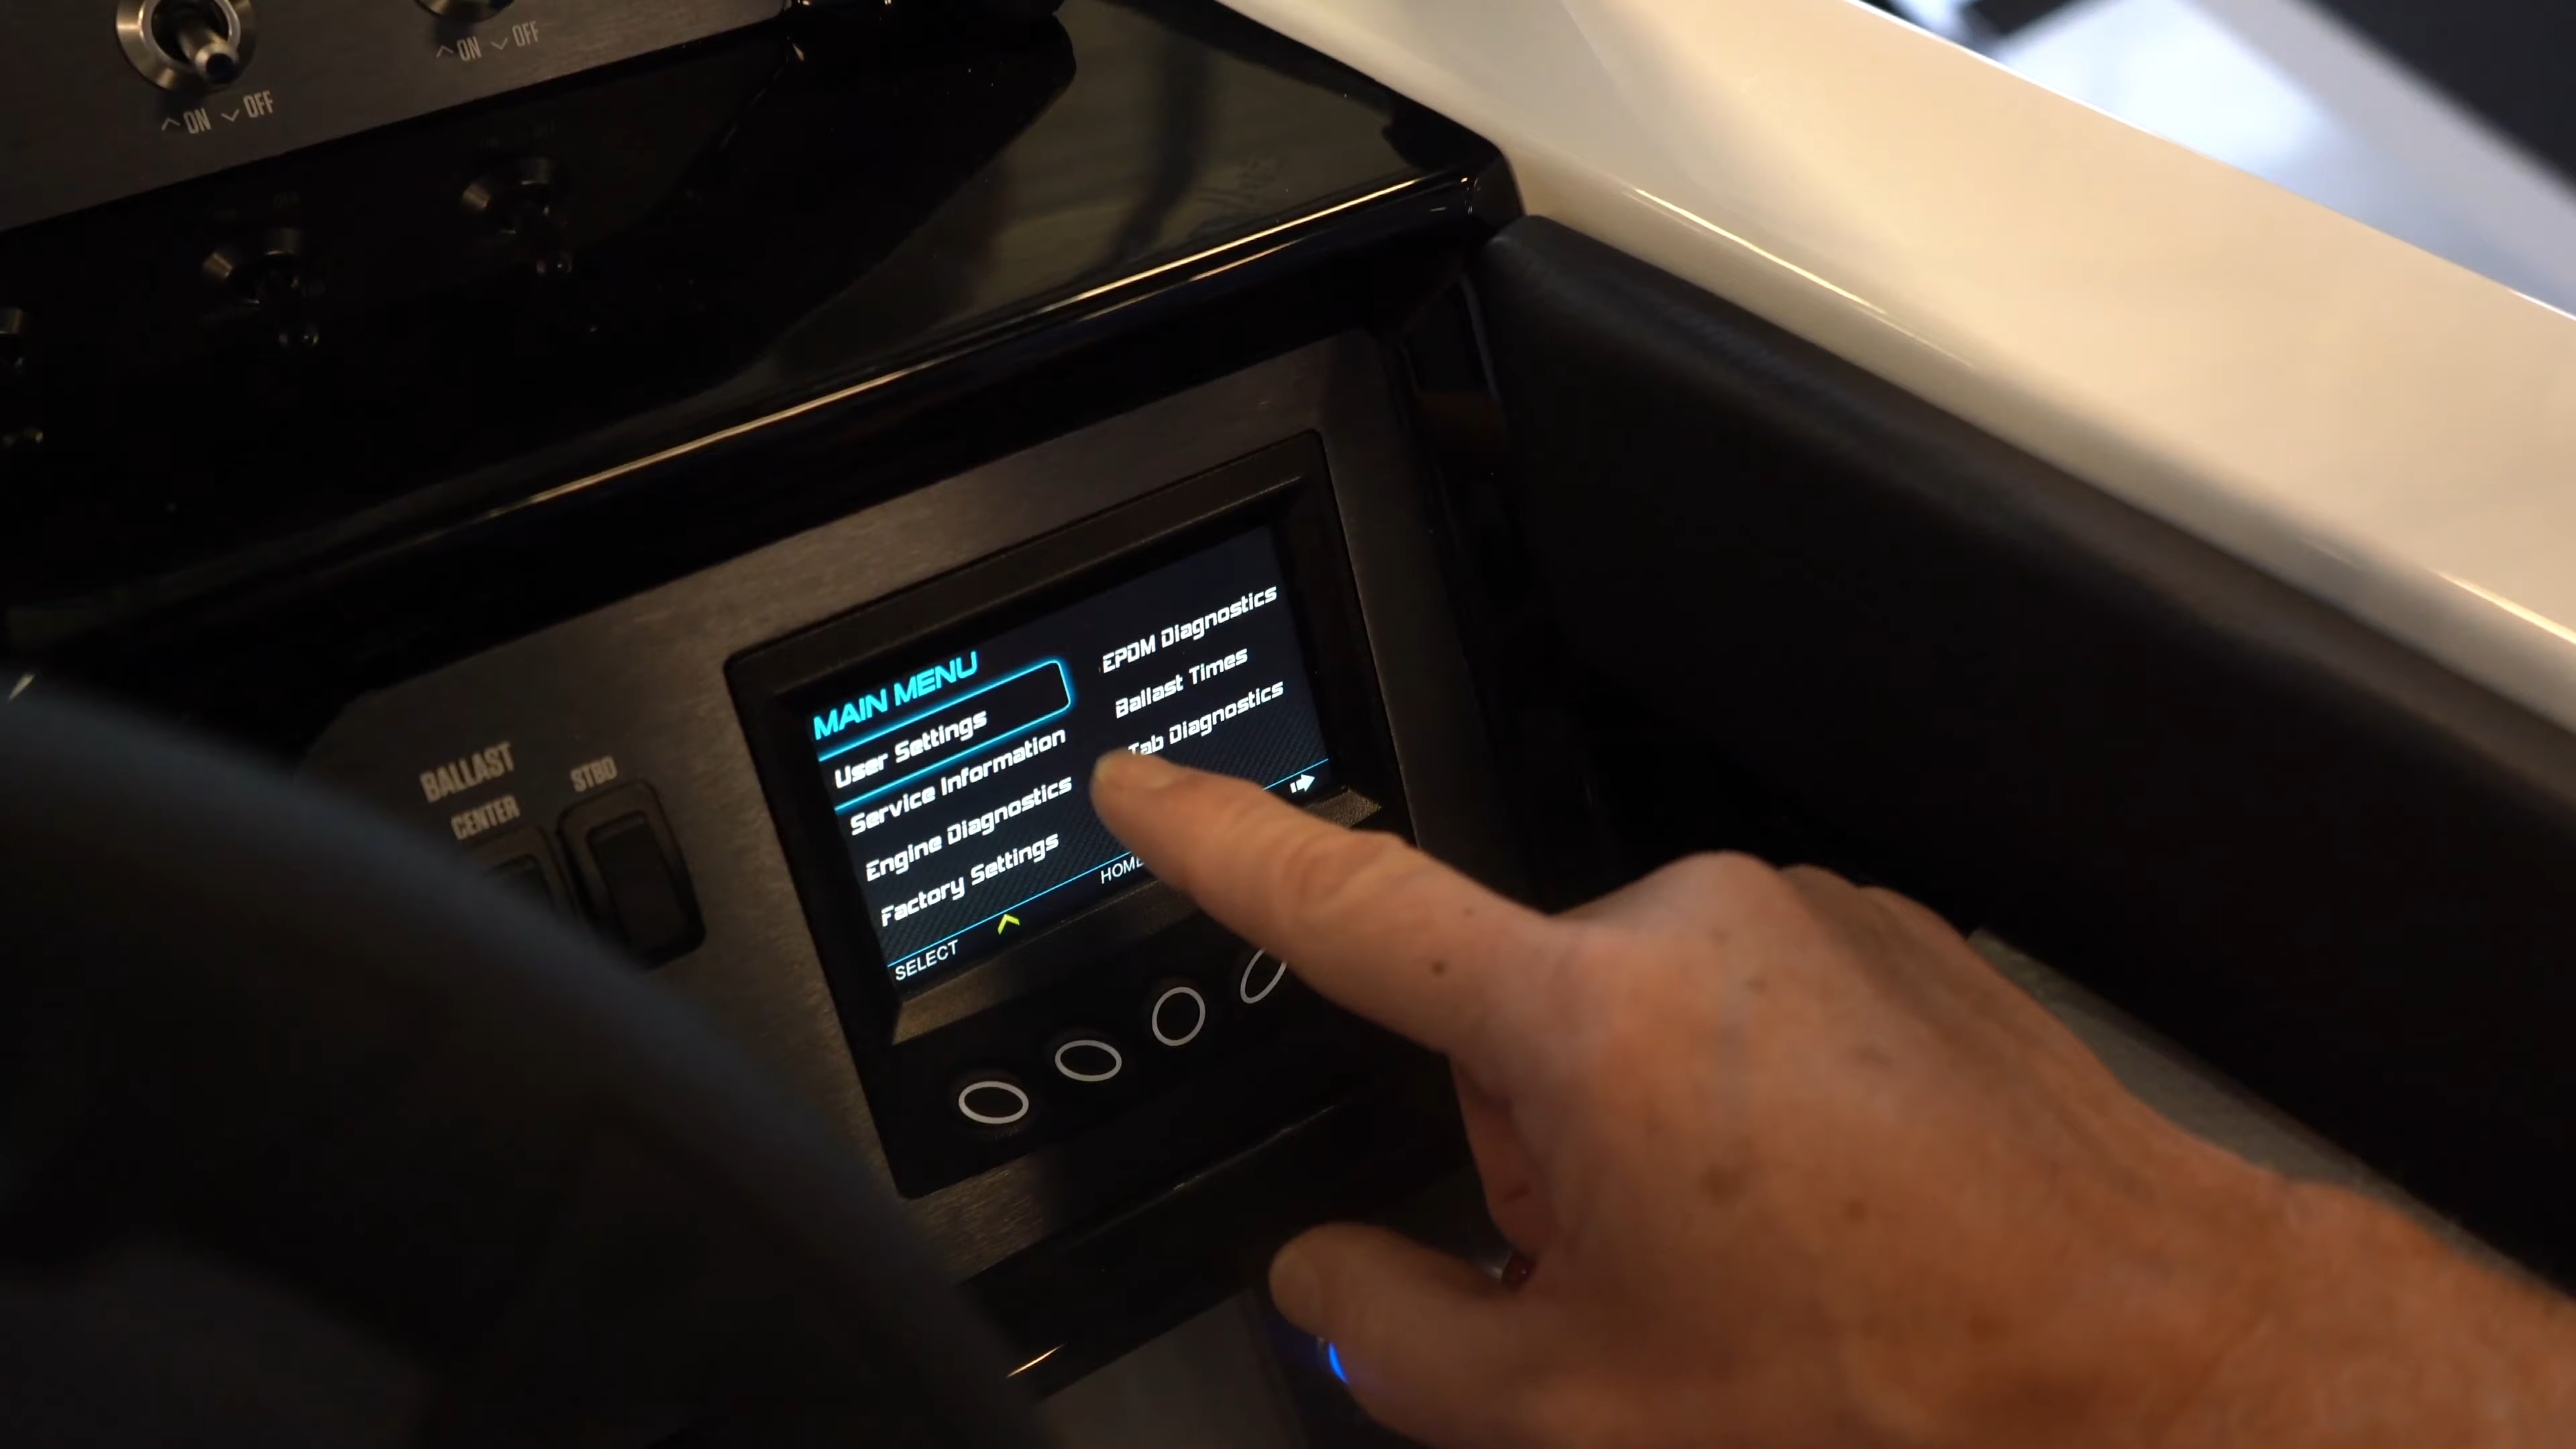 ON OFF
ON OFF
BALLAST
CENTER
STBD
MAIN MENU
User Settings
Service Information
Engine Diagnostics
Factory Settings
EPDM Diagnostics
Ballast Times
Tab Diagnostics
SELECT
HOME